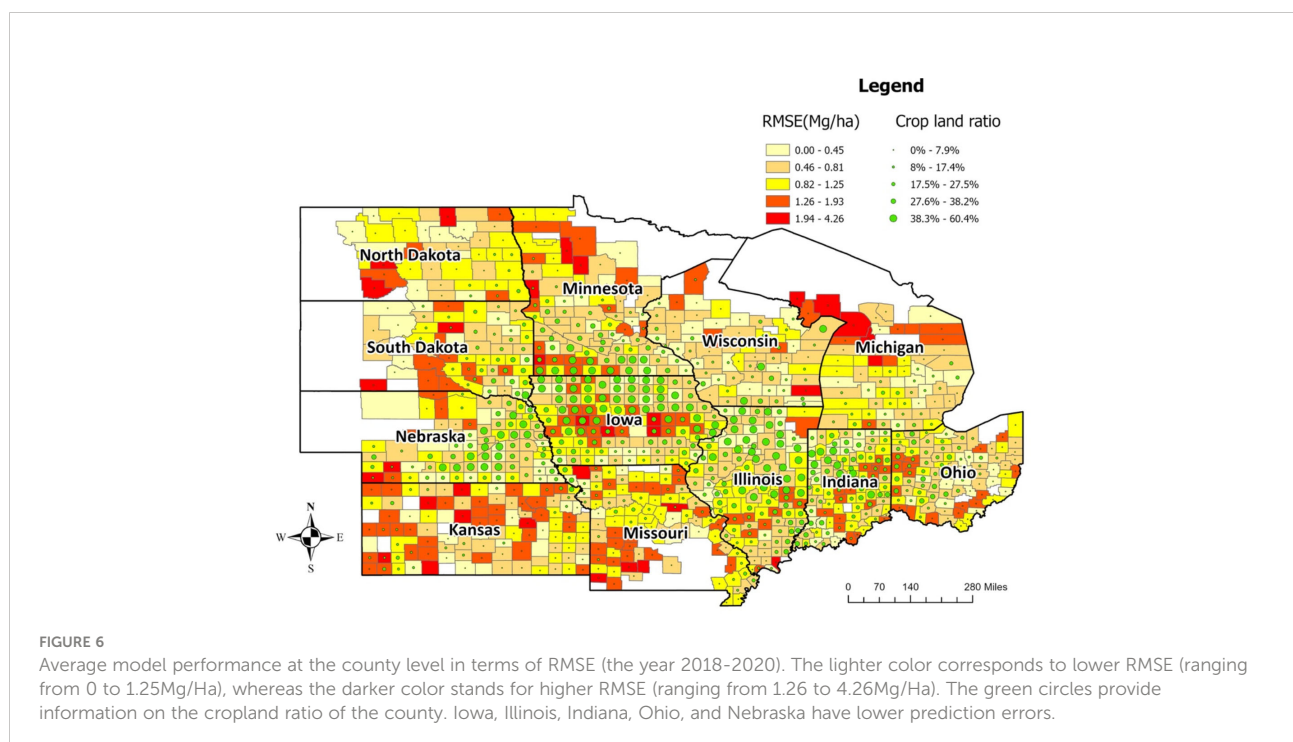 Legend
RMSE(Mg/ha)
0.00 - 0.45
0.46 - 0.81
0.82 - 1.25
1.26 - 1.93
1.94 - 4.26
Crop land ratio
0% - 7.9%
8% - 17.4%
17.5% - 27.5%
27.6% - 38.2%
38.3% - 60.4%
North Dakota
Minnesota
South Dakota
Wisconsin
Michigan
Nebraska
Iowa
Illinois
Indiana
Ohio
Kansas
Missouri
N
W E
S
0 70 140 280 Miles
FIGURE 6
Average model performance at the county level in terms of RMSE (the year 2018-2020). The lighter color corresponds to lower RMSE (ranging
from 0 to 1.25Mg/Ha), whereas the darker color stands for higher RMSE (ranging from 1.26 to 4.26Mg/Ha). The green circles provide
information on the cropland ratio of the county. Iowa, Illinois, Indiana, Ohio, and Nebraska have lower prediction errors.